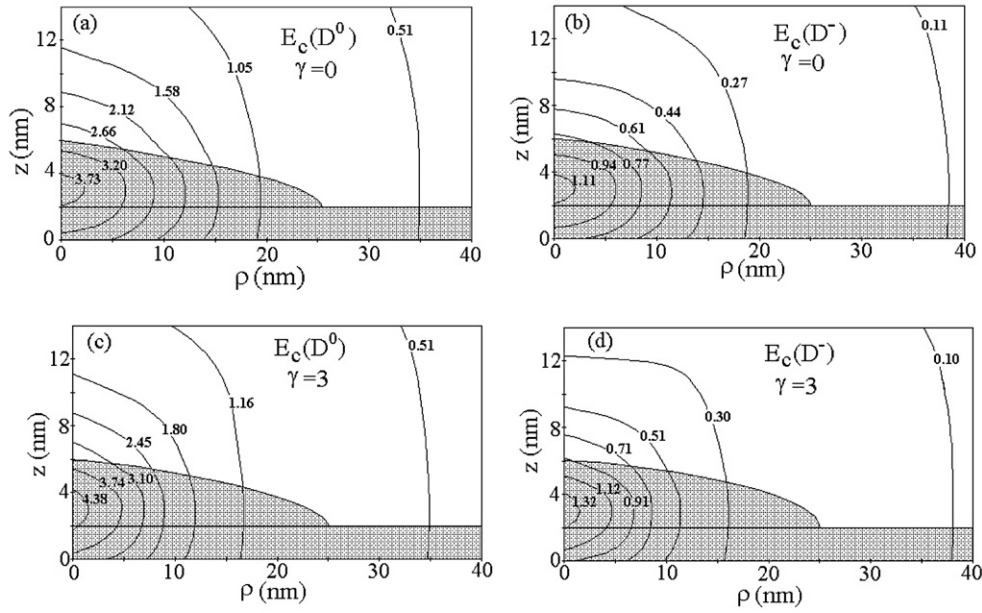 (a)
E_c(D^0)
γ=0
0.51
1.05
1.58
2.12
2.66
3.20
3.73
12
8
4
0
z (nm)
0 10 20 30 40
ρ (nm)
(b)
E_c(D^-)
γ=0
0.11
0.27
0.44
0.61
0.77
0.94
1.11
12
8
4
0
z (nm)
0 10 20 30 40
ρ (nm)
(c)
E_c(D^0)
γ=3
0.51
1.16
1.80
2.45
3.10
3.74
4.38
12
8
4
0
z (nm)
0 10 20 30 40
ρ (nm)
(d)
E_c(D^-)
γ=3
0.10
0.30
0.51
0.71
0.91
1.12
1.32
12
8
4
0
z (nm)
0 10 20 30 40
ρ (nm)